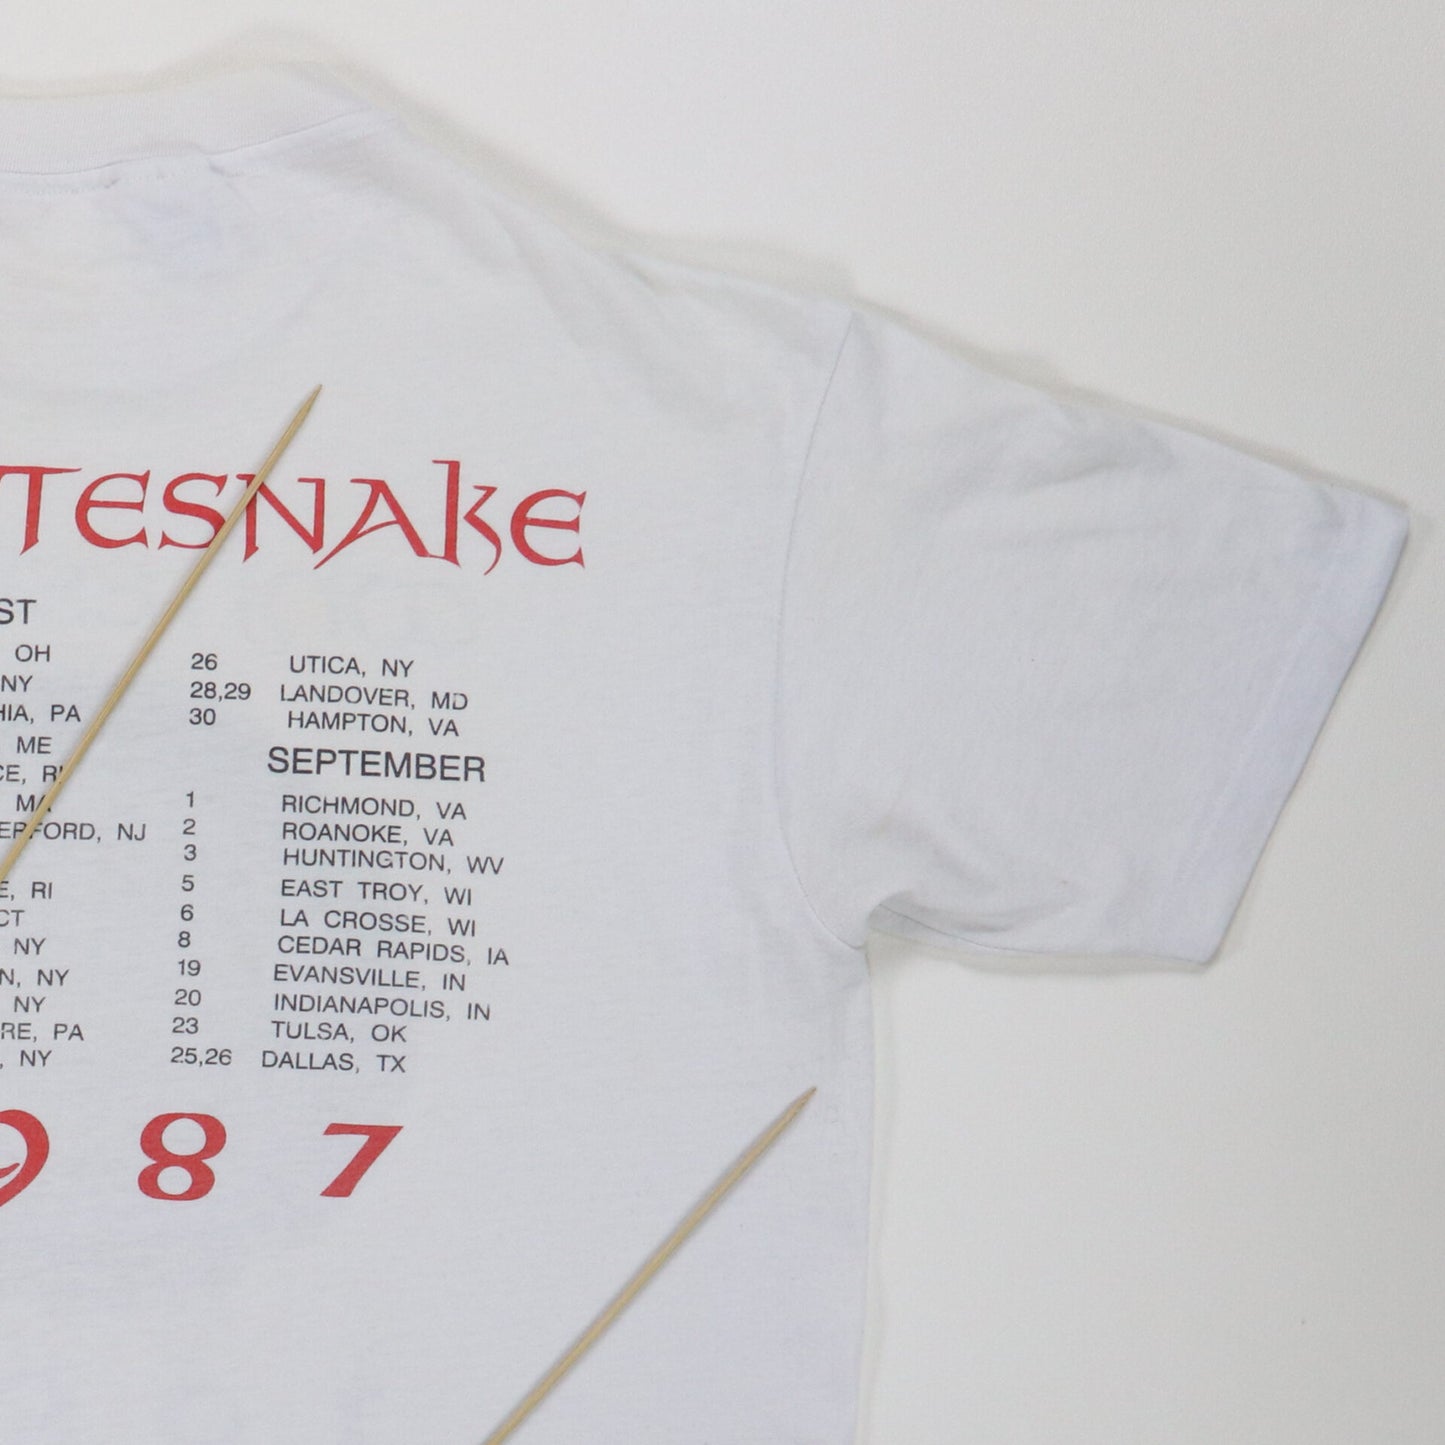 TESNAKE
ST
OH
NY
HIA, PA
ME
CE, RI
MA
ERFORD, NJ
E, RI
CT
NY
N, NY
NY
RE, PA
, NY
26 UTICA, NY
28,29 LANDOVER, MD
30 HAMPTON, VA
SEPTEMBER
1 RICHMOND, VA
2 ROANOKE, VA
3 HUNTINGTON, WV
5 EAST TROY, WI
6 LA CROSSE, WI
8 CEDAR RAPIDS, IA
19 EVANSVILLE, IN
20 INDIANAPOLIS, IN
23 TULSA, OK
25,26 DALLAS, TX
987